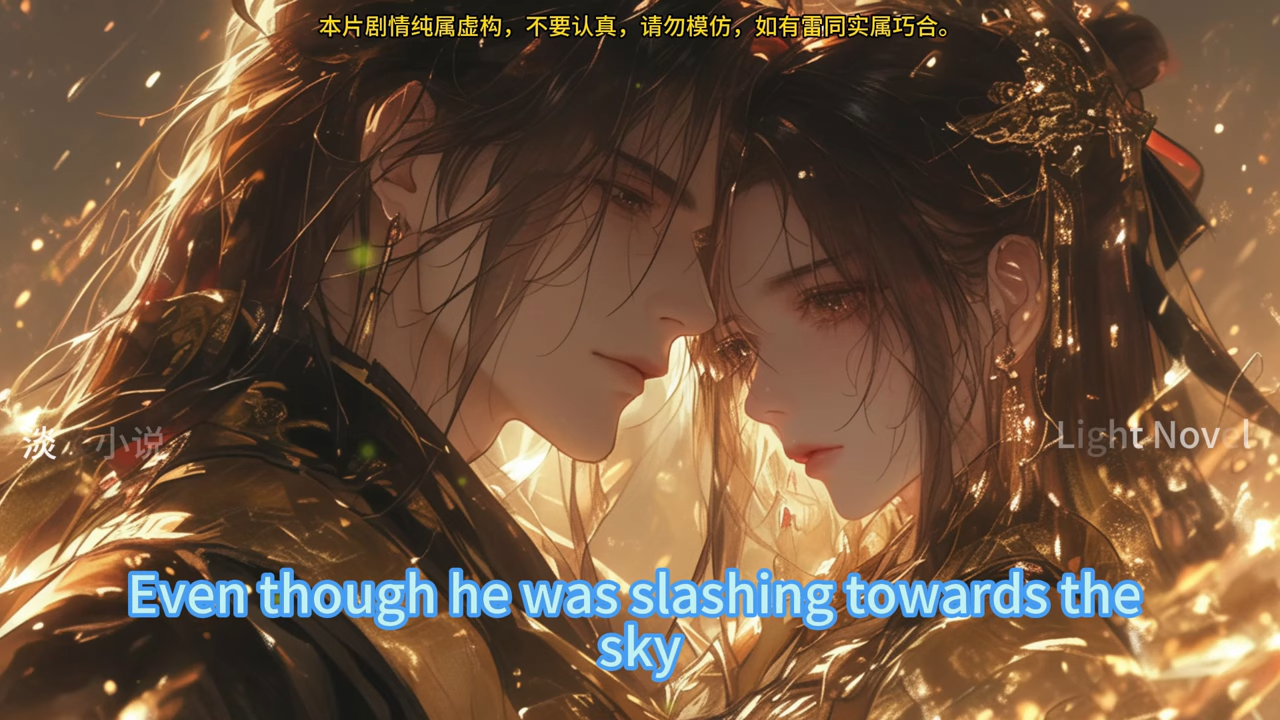 本片剧情纯属虚构，不要认真，请勿模仿，如有雷同实属巧合。
淡 小说
Light Novel
Even though he was slashing towards the
sky